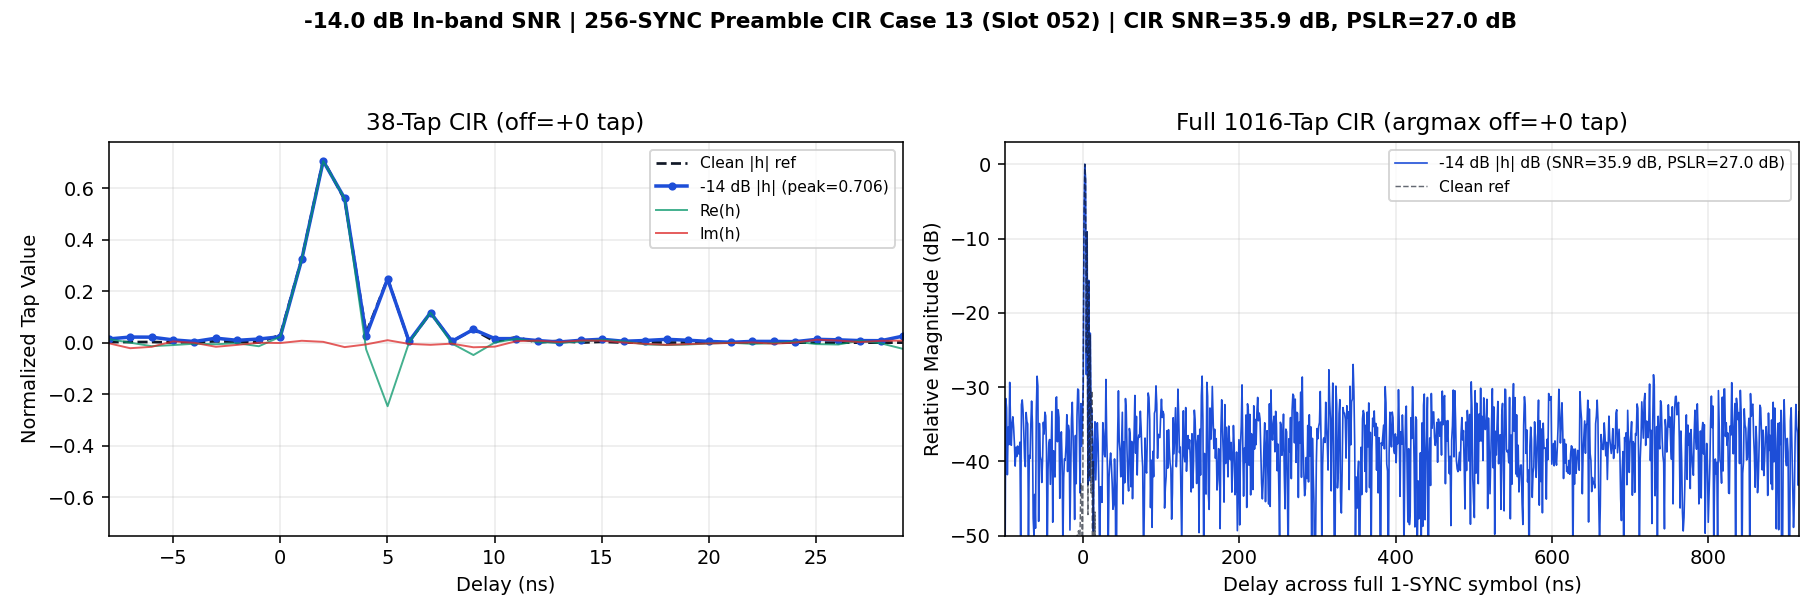 -14.0 dB In-band SNR | 256-SYNC Preamble CIR Case 13 (Slot 052) | CIR SNR=35.9 dB, PSLR=27.0 dB
38-Tap CIR (off=+0 tap)
Clean |h| ref
-14 dB |h| (peak=0.706)
Re(h)
Im(h)
Normalized Tap Value
0.6
0.4
0.2
0.0
−0.2
−0.4
−0.6
−5
0
5
10
15
20
25
Delay (ns)
Full 1016-Tap CIR (argmax off=+0 tap)
-14 dB |h| dB (SNR=35.9 dB, PSLR=27.0 dB)
Clean ref
Relative Magnitude (dB)
0
−10
−20
−30
−40
−50
0
200
400
600
800
Delay across full 1-SYNC symbol (ns)